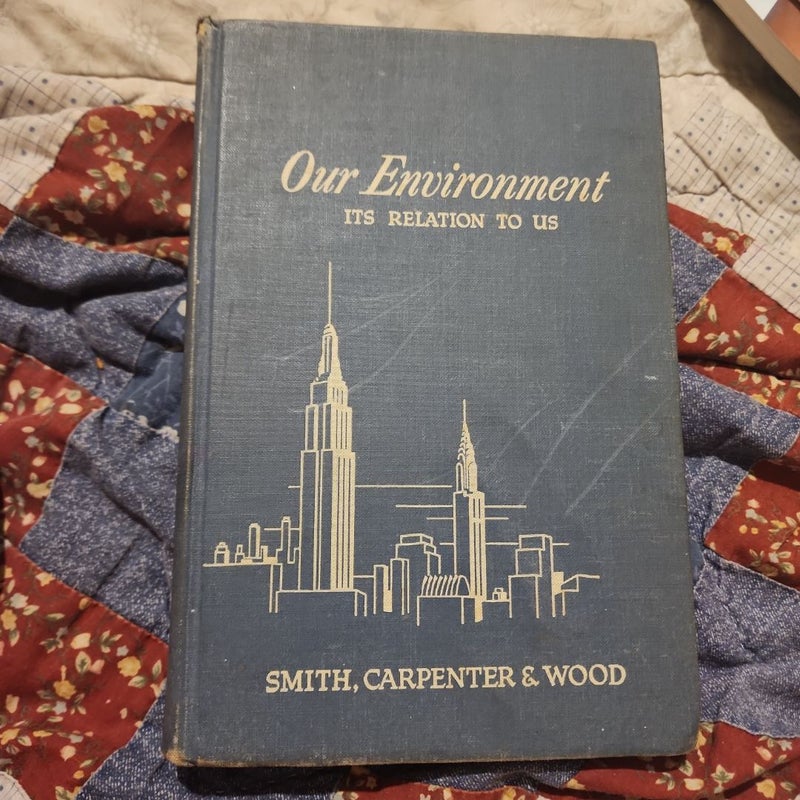 Our Environment
ITS RELATION TO US
SMITH, CARPENTER & WOOD